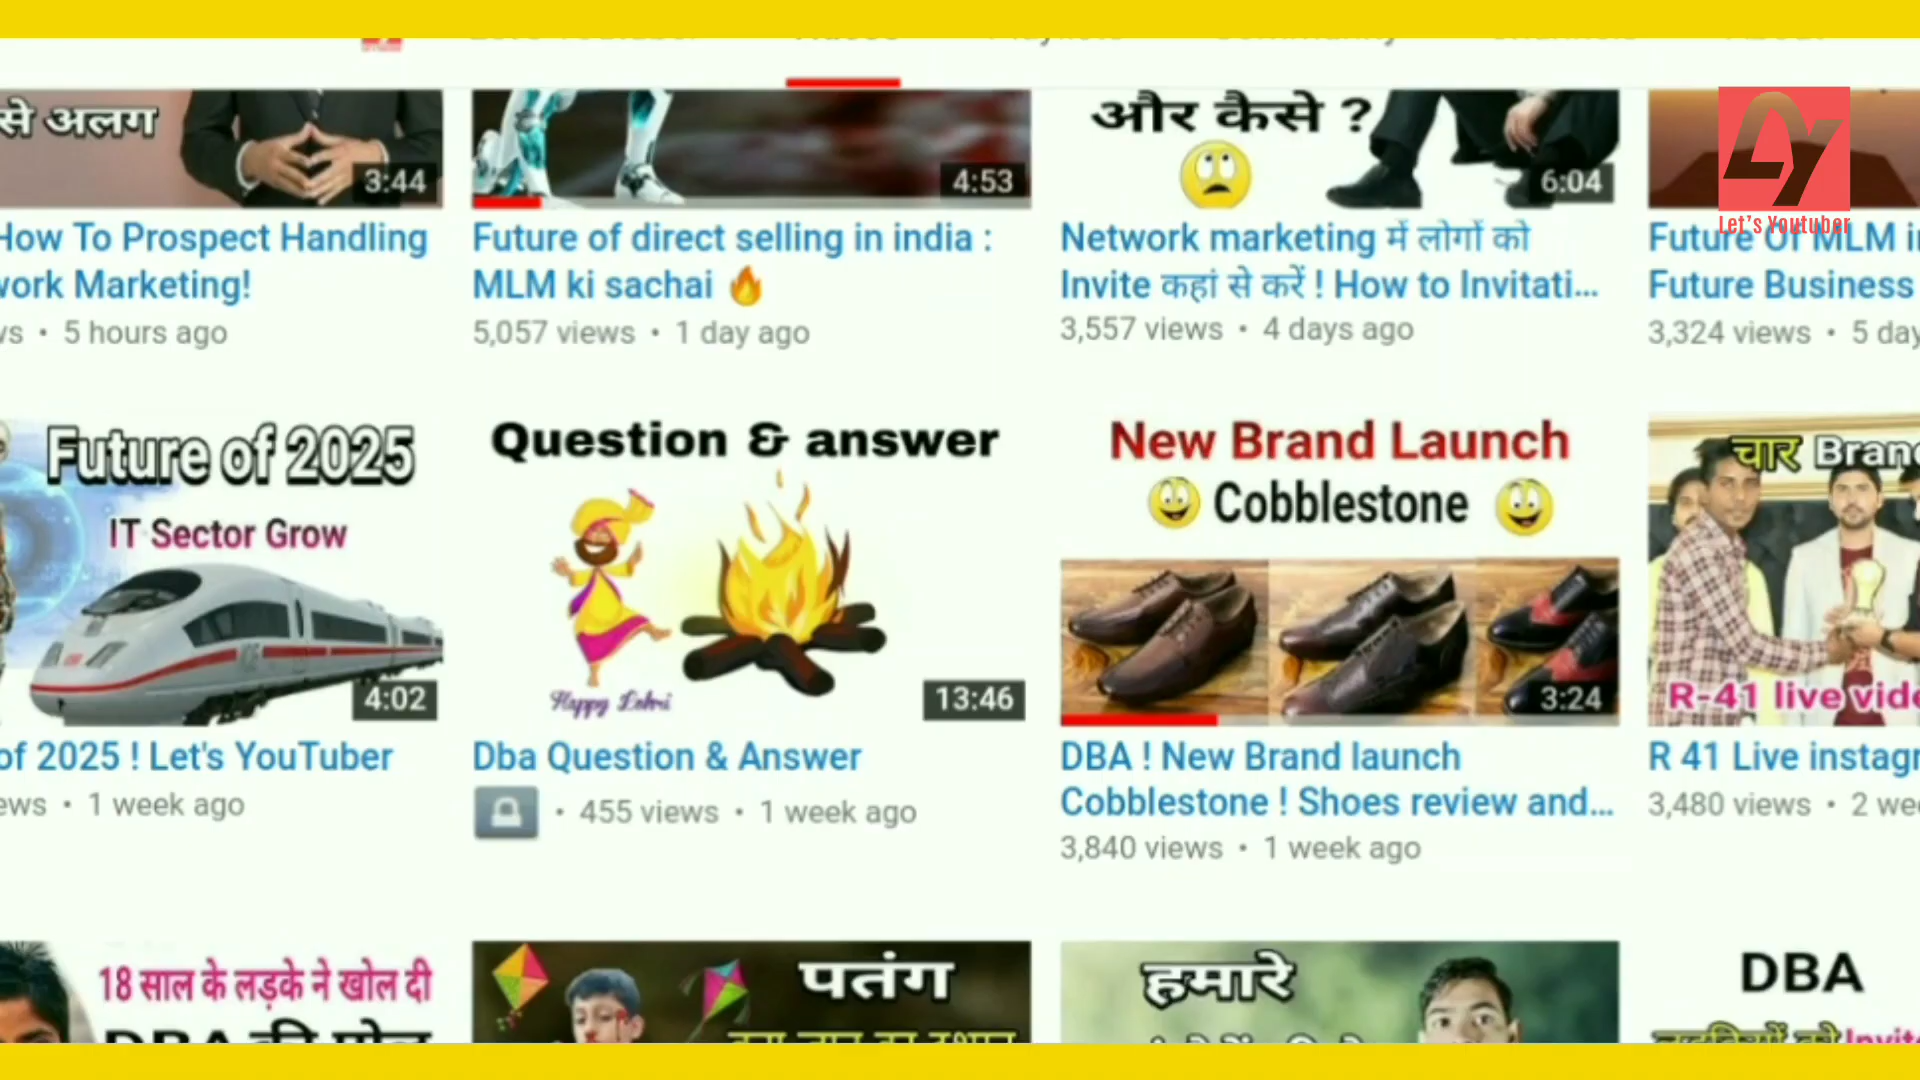 से अलग
3:44
4:53
और कैसे ?
6:04
Let's Youtuber
How To Prospect Handling
work Marketing!
5 hours ago
Future of direct selling in india :
MLM ki sachai 🔥
5,057 views • 1 day ago
Network marketing में लोगों को
Invite कहां से करें ! How to Invitati...
3,557 views • 4 days ago
Future Of MLM
Future Business
3,324 views • 5
Future of 2025
IT Sector Grow
4:02
Question & answer
Happy Lohri
13:46
New Brand Launch
Cobblestone
3:24
चार
R-41 live
of 2025 ! Let's YouTuber
• 1 week ago
Dba Question & Answer
• 455 views • 1 week ago
DBA ! New Brand launch
Cobblestone ! Shoes review and...
3,840 views • 1 week ago
R 41 Live
3,480 views • 2
18 साल के लड़के ने खोल दी
DBA की पोल
पतंग
हमारे
DBA